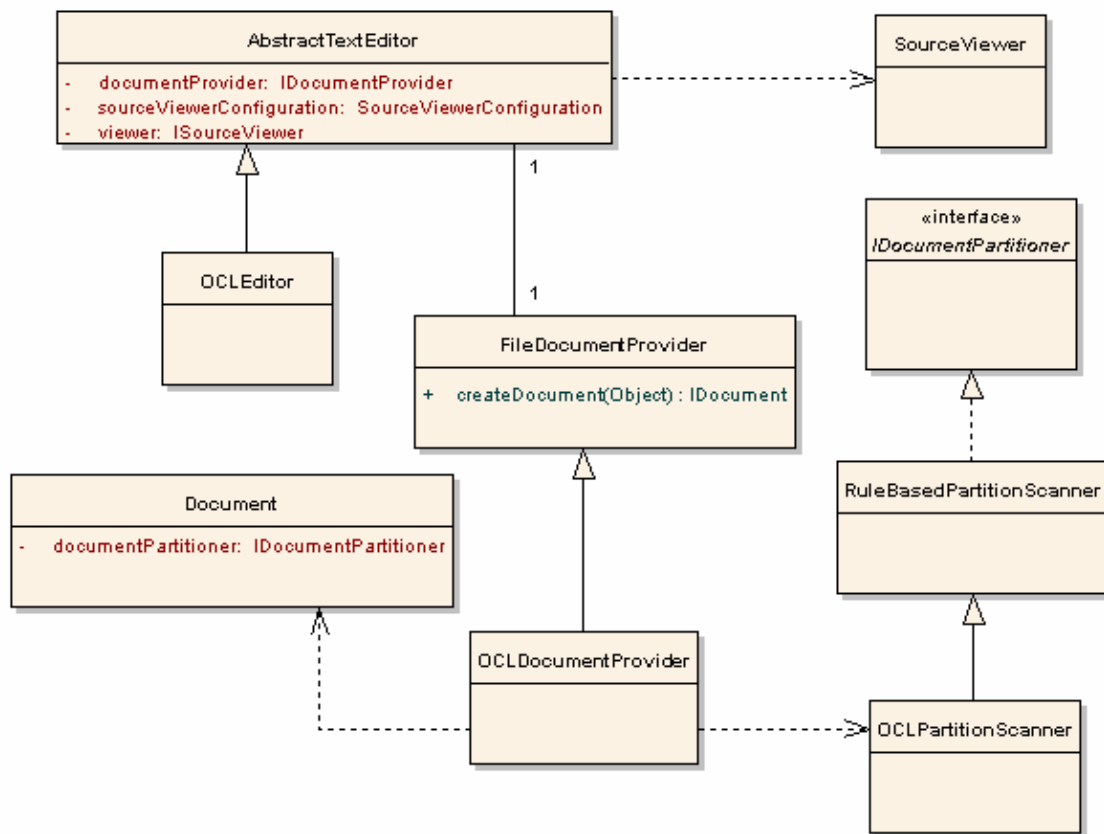 AbstractTextEditor
- documentProvider: IDocumentProvider
- sourceViewerConfiguration: SourceViewerConfiguration
- viewer: ISourceViewer
SourceViewer
1
«interface»
IDocumentPartitioner
OCLEditor
1
FileDocumentProvider
+ createDocument(Object) : IDocument
Document
- documentPartitioner: IDocumentPartitioner
RuleBasedPartitionScanner
OCLDocumentProvider
OCLPartitionScanner